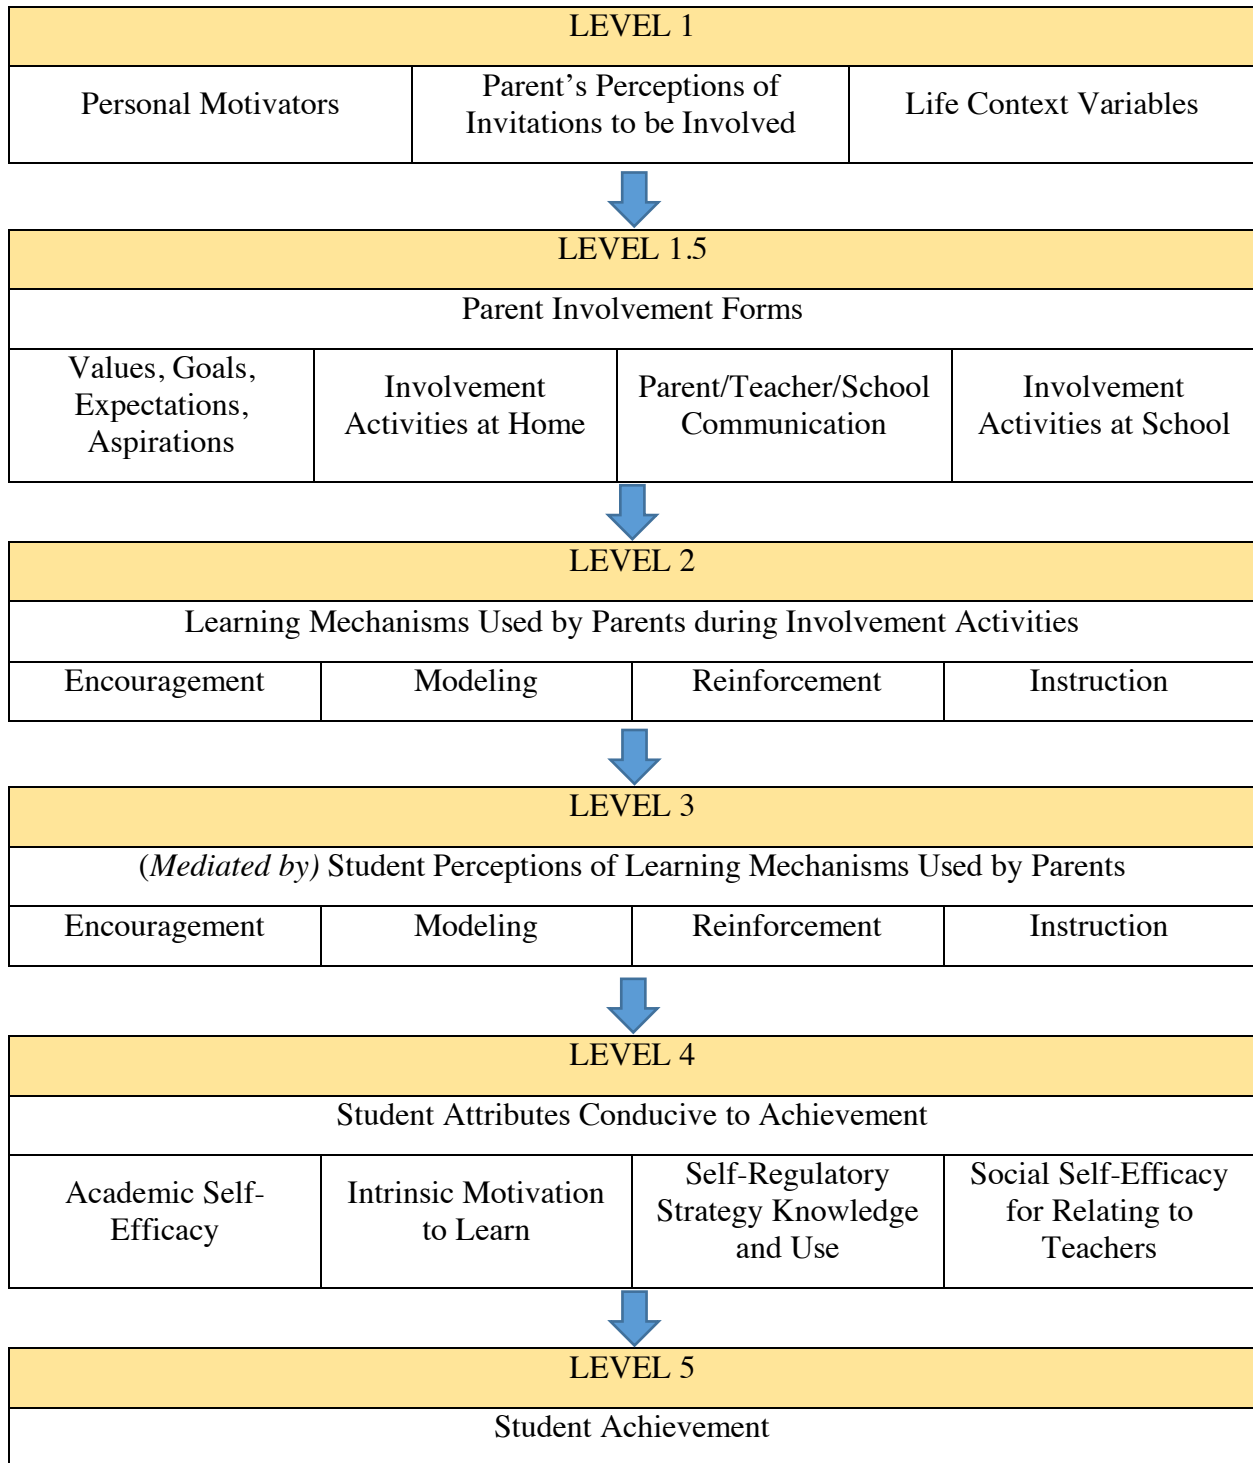 LEVEL 1
Personal Motivators
Parent’s Perceptions of
Invitations to be Involved
Life Context Variables
LEVEL 1.5
Parent Involvement Forms
Values, Goals,
Expectations,
Aspirations
Involvement
Activities at Home
Parent/Teacher/School
Communication
Involvement
Activities at School
LEVEL 2
Learning Mechanisms Used by Parents during Involvement Activities
Encouragement
Modeling
Reinforcement
Instruction
LEVEL 3
(Mediated by) Student Perceptions of Learning Mechanisms Used by Parents
Encouragement
Modeling
Reinforcement
Instruction
LEVEL 4
Student Attributes Conducive to Achievement
Academic Self-
Efficacy
Intrinsic Motivation
to Learn
Self-Regulatory
Strategy Knowledge
and Use
Social Self-Efficacy
for Relating to
Teachers
LEVEL 5
Student Achievement